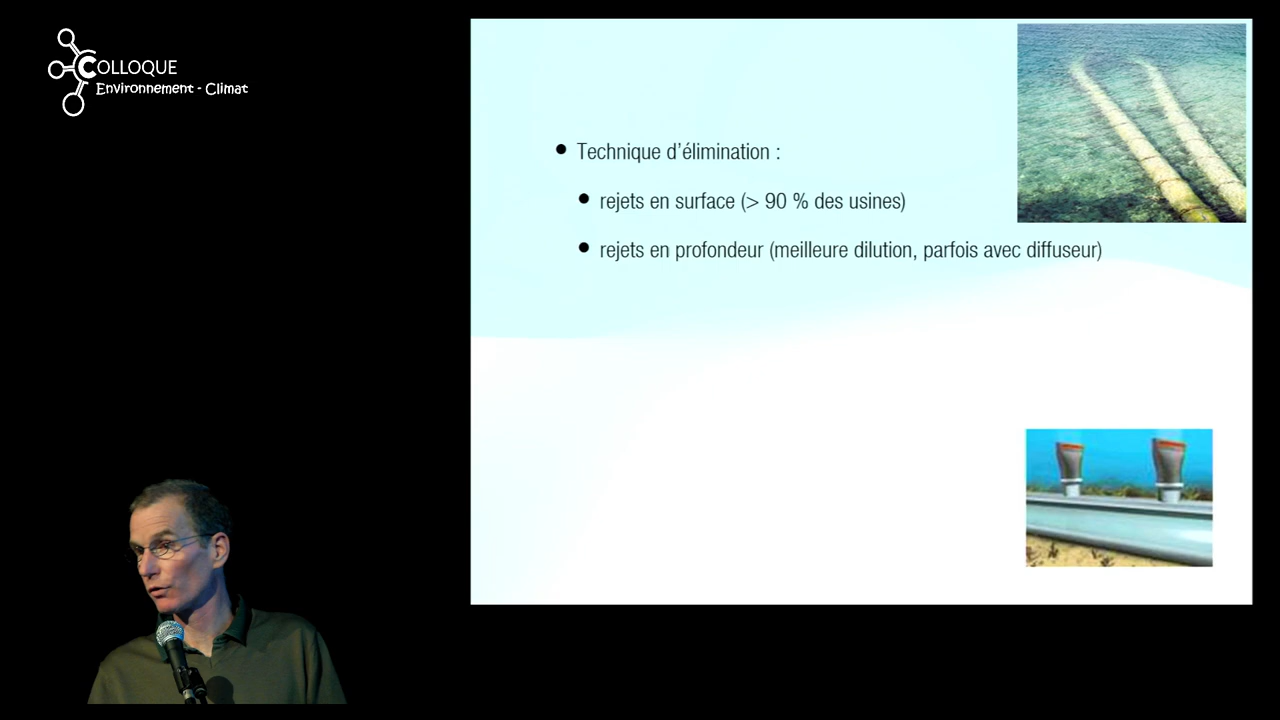 COLLOQUE
Environnement - Climat
• Technique d'élimination :
• rejets en surface (> 90 % des usines)
• rejets en profondeur (meilleure dilution, parfois avec diffuseur)